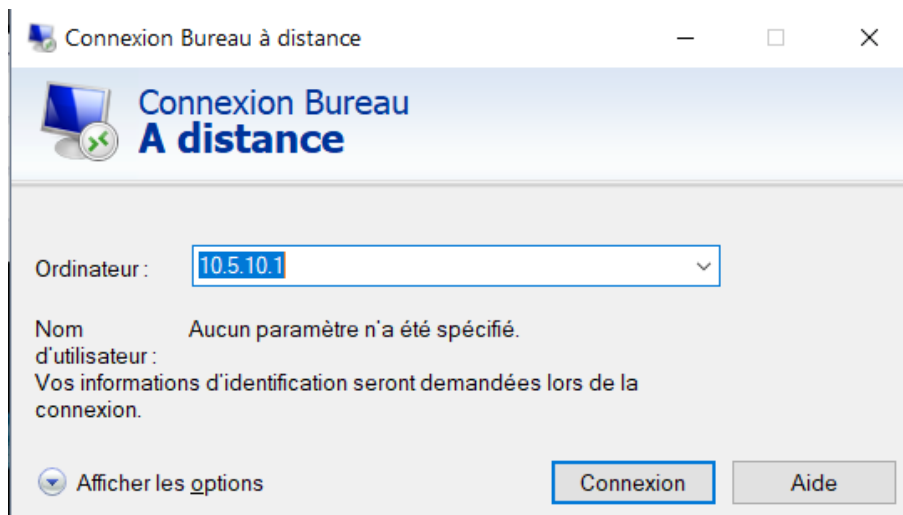 Connexion Bureau à distance
Connexion Bureau
A distance
Ordinateur :
10.5.10.1
Nom d'utilisateur :
Aucun paramètre n'a été spécifié.
Vos informations d'identification seront demandées lors de la
connexion.
Afficher les options
Connexion
Aide